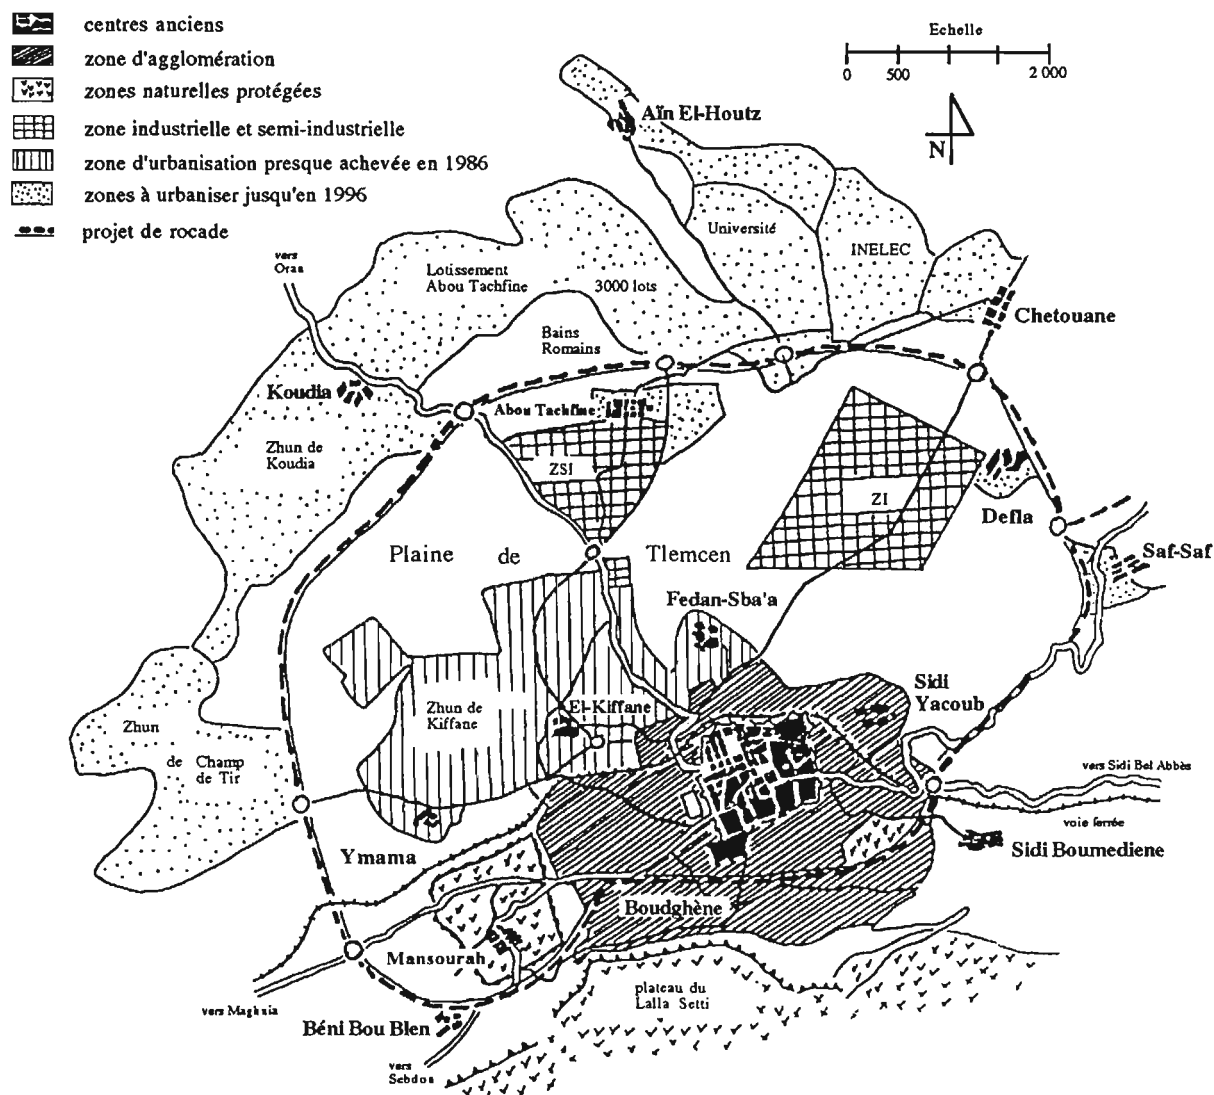 centres anciens
zone d'agglomération
zones naturelles protégées
zone industrielle et semi-industrielle
zone d'urbanisation presque achevée en 1986
zones à urbaniser jusqu'en 1996
projet de rocade
Echelle
0 500 2 000
N
Aïn El-Houtz
Université
INELEC
vers
Oran
Lotissement
Abou Tachfine
3000 lots
Chetouane
Bains
Romains
Koudia
Abou Tachfine
Zhun de
Koudia
ZSI
ZI
Defla
Plaine de Tlemcen
Saf-Saf
Fedan-Sba'a
Sidi
Yacoub
Zhun de
Kiffane
El-Kiffane
Zhun
de Champ
de Tir
vers Sidi Bel Abbès
voie ferrée
Sidi Boumediene
Ymama
Boudghène
Mansourah
plateau du
Lalla Setti
vers Maghnia
Béni Bou Blen
vers
Sebdou